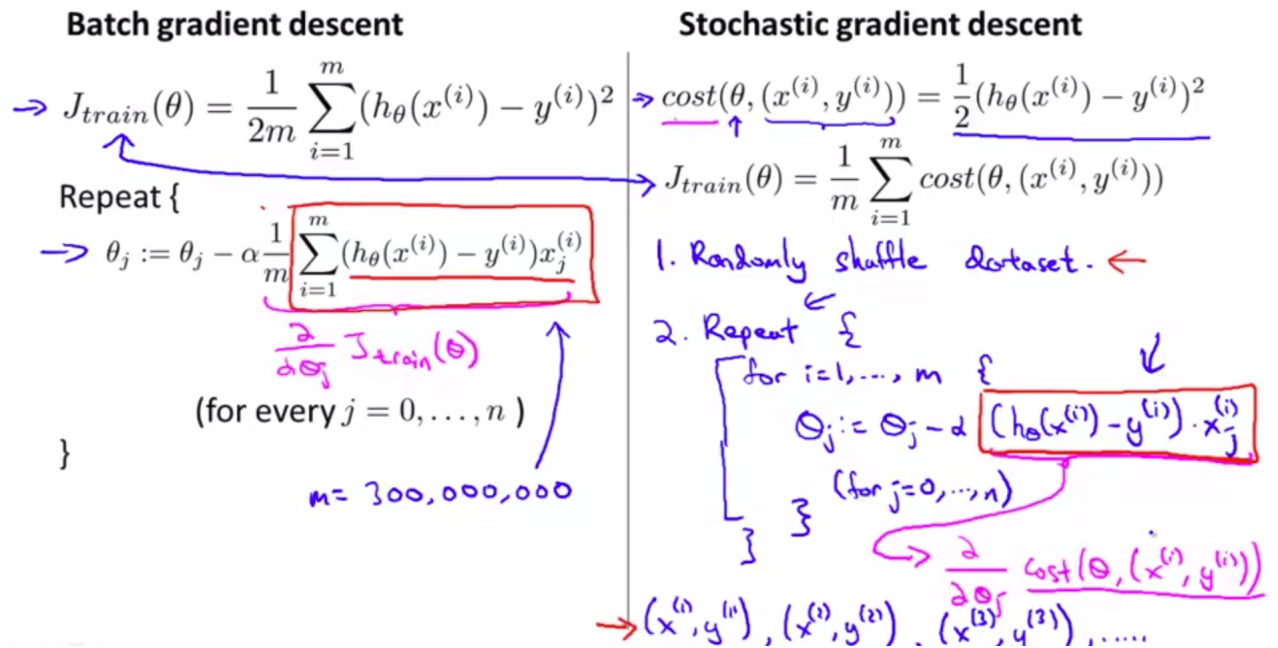 Batch gradient descent
J_{train}(θ) = \frac{1}{2m} \sum_{i=1}^{m} (h_θ(x^{(i)}) − y^{(i)})^2
Repeat {
θ_j := θ_j − α \frac{1}{m} \sum_{i=1}^{m} (h_θ(x^{(i)}) − y^{(i)}) x_j^{(i)}
\frac{∂}{∂θ_j} J_{train}(θ)
(for every j = 0, . . . , n )
}
m = 300,000,000
Stochastic gradient descent
cost(θ, (x^{(i)}, y^{(i)})) = \frac{1}{2} (h_θ(x^{(i)}) − y^{(i)})^2
J_{train}(θ) = \frac{1}{m} \sum_{i=1}^{m} cost(θ, (x^{(i)}, y^{(i)}))
1. Randomly shuffle dataset.
2. Repeat {
for i=1, ..., m {
θ_j := θ_j − α (h_θ(x^{(i)}) − y^{(i)}) · x_j^{(i)}
(for j=0, ..., n)
}
}
\frac{∂}{∂θ_j} cost(θ, (x^{(i)}, y^{(i)}))
(x^{(1)}, y^{(1)}), (x^{(2)}, y^{(2)}), (x^{(3)}, y^{(3)}), .....